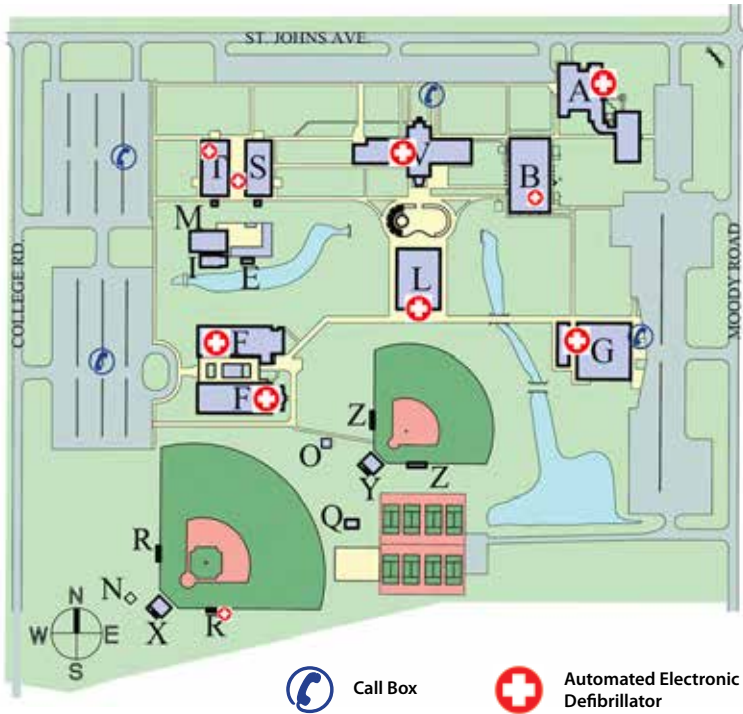 ST. JOHNS AVE.
A
T
S
V
B
M
I
E
L
COLLEGE RD.
MOODY ROAD
F
G
F
Z
O
Y
Z
Q
R
N
X
R
N
W
E
S
Call Box
Automated Electronic
Defibrillator